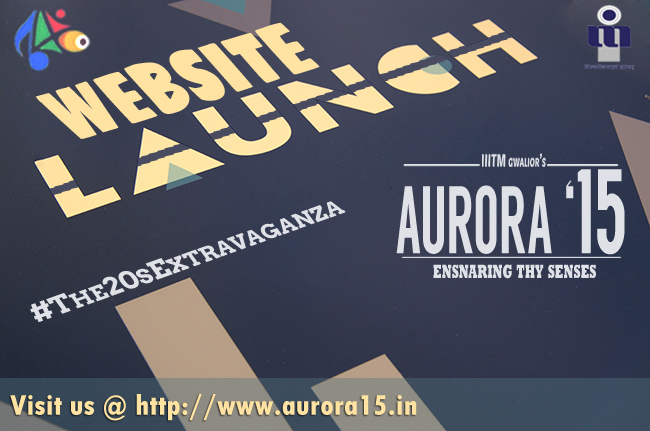 WEBSITE
LAUNCH
#The20sExtravaganza
IIITM GWALIOR's
AURORA '15
ENSNARING THY SENSES
Visit us @ http://www.aurora15.in